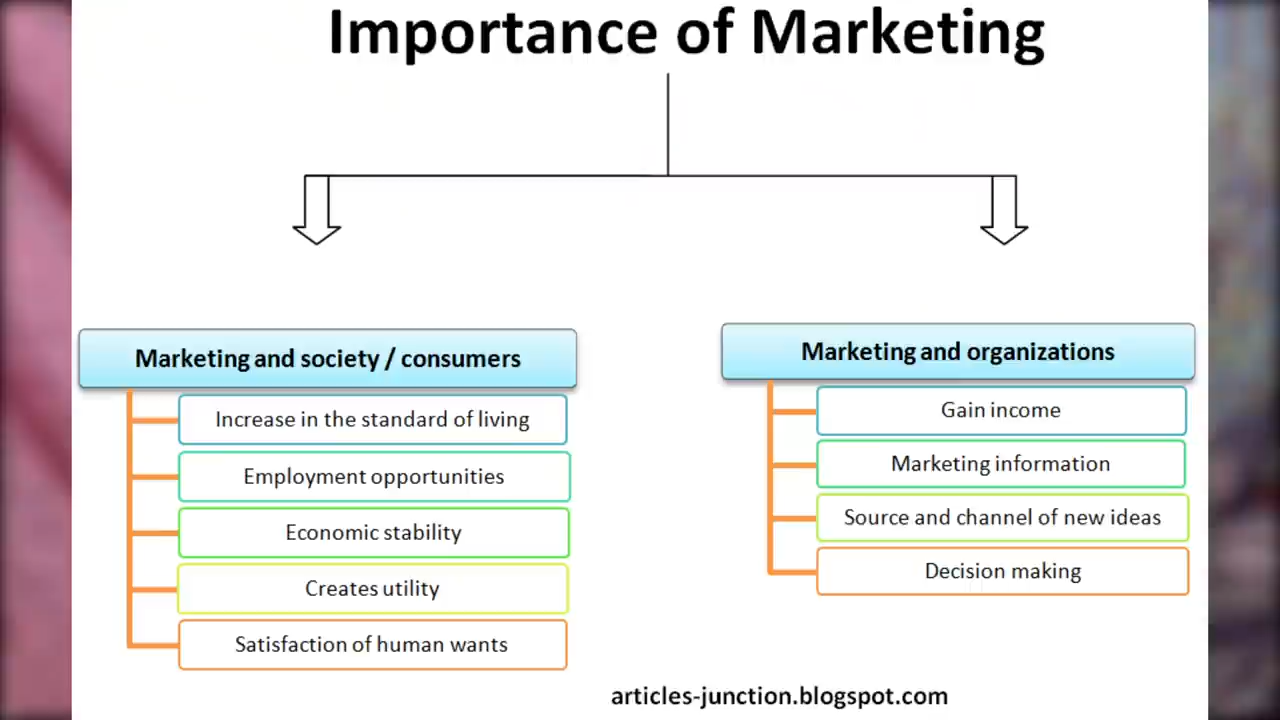 Importance of Marketing
Marketing and society / consumers
Increase in the standard of living
Employment opportunities
Economic stability
Creates utility
Satisfaction of human wants
Marketing and organizations
Gain income
Marketing information
Source and channel of new ideas
Decision making
articles-junction.blogspot.com